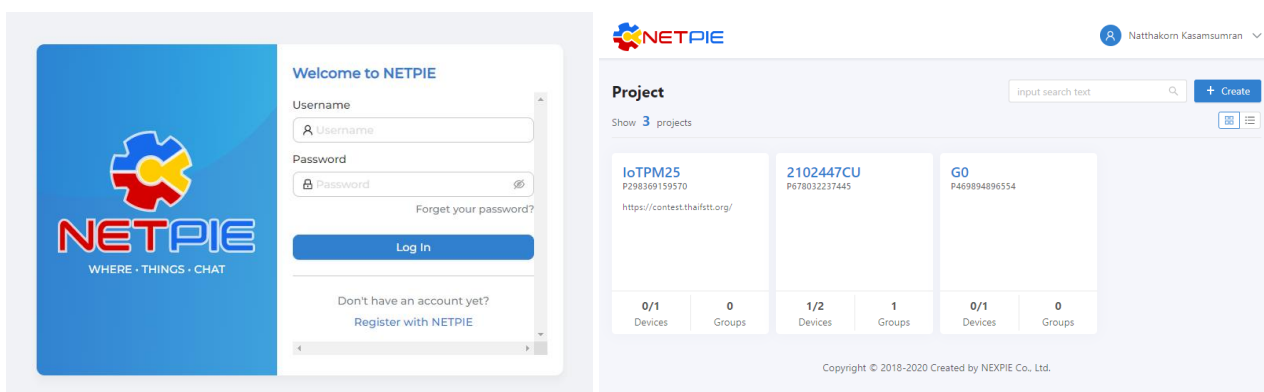 Welcome to NETPIE
Username
Username
Password
Password
Forget your password?
Log In
Don't have an account yet?
Register with NETPIE
NETPIE
WHERE • THINGS • CHAT
NETPIE
Natthakorn Kasamsumran
Project
input search text
+ Create
Show 3 projects
IoTPM25
P298369159570
https://contest.thaifstt.org/
0/1
Devices
0
Groups
2102447CU
P678032237445
1/2
Devices
1
Groups
G0
P469894896554
0/1
Devices
0
Groups
Copyright © 2018-2020 Created by NEXPIE Co., Ltd.